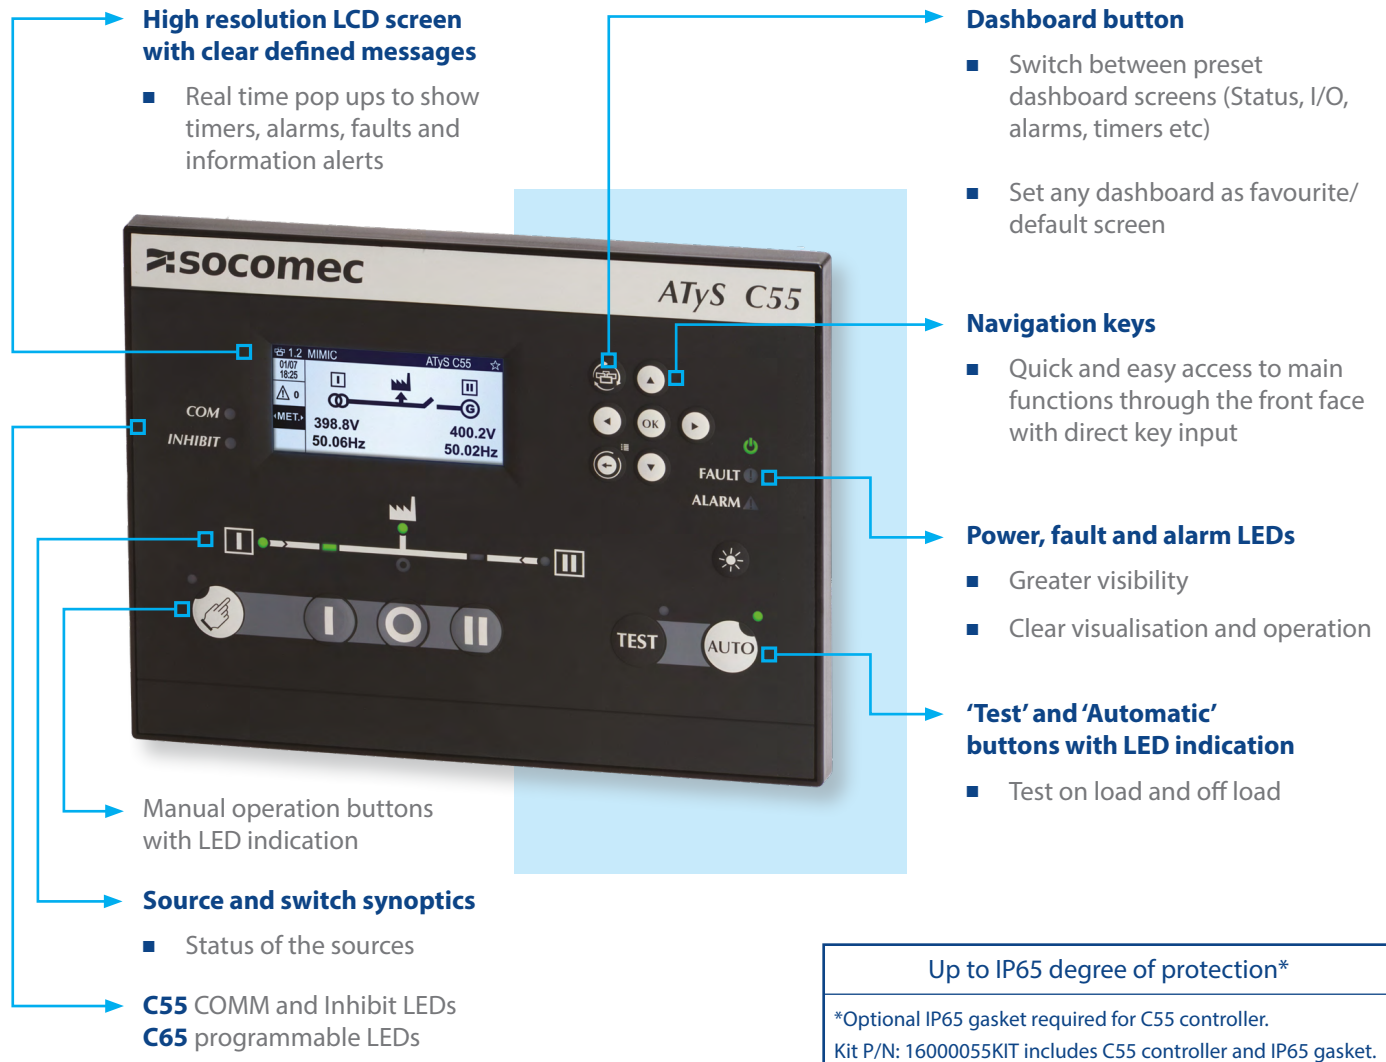 High resolution LCD screen
with clear defined messages
■ Real time pop ups to show
timers, alarms, faults and
information alerts
Dashboard button
■ Switch between preset
dashboard screens (Status, I/O,
alarms, timers etc)
■ Set any dashboard as favourite/
default screen
Navigation keys
■ Quick and easy access to main
functions through the front face
with direct key input
Power, fault and alarm LEDs
■ Greater visibility
■ Clear visualisation and operation
‘Test’ and ‘Automatic’
buttons with LED indication
■ Test on load and off load
socomec
ATyS C55
1.2 MIMIC ATyS C55
01/07
18:25
I
II
0
G
MET.
398.8V
400.2V
50.06Hz
50.02Hz
COM
INHIBIT
OK
FAULT
ALARM
I
II
I O II
TEST
AUTO
Manual operation buttons
with LED indication
Source and switch synoptics
■ Status of the sources
C55 COMM and Inhibit LEDs
C65 programmable LEDs
Up to IP65 degree of protection*
*Optional IP65 gasket required for C55 controller.
Kit P/N: 16000055KIT includes C55 controller and IP65 gasket.